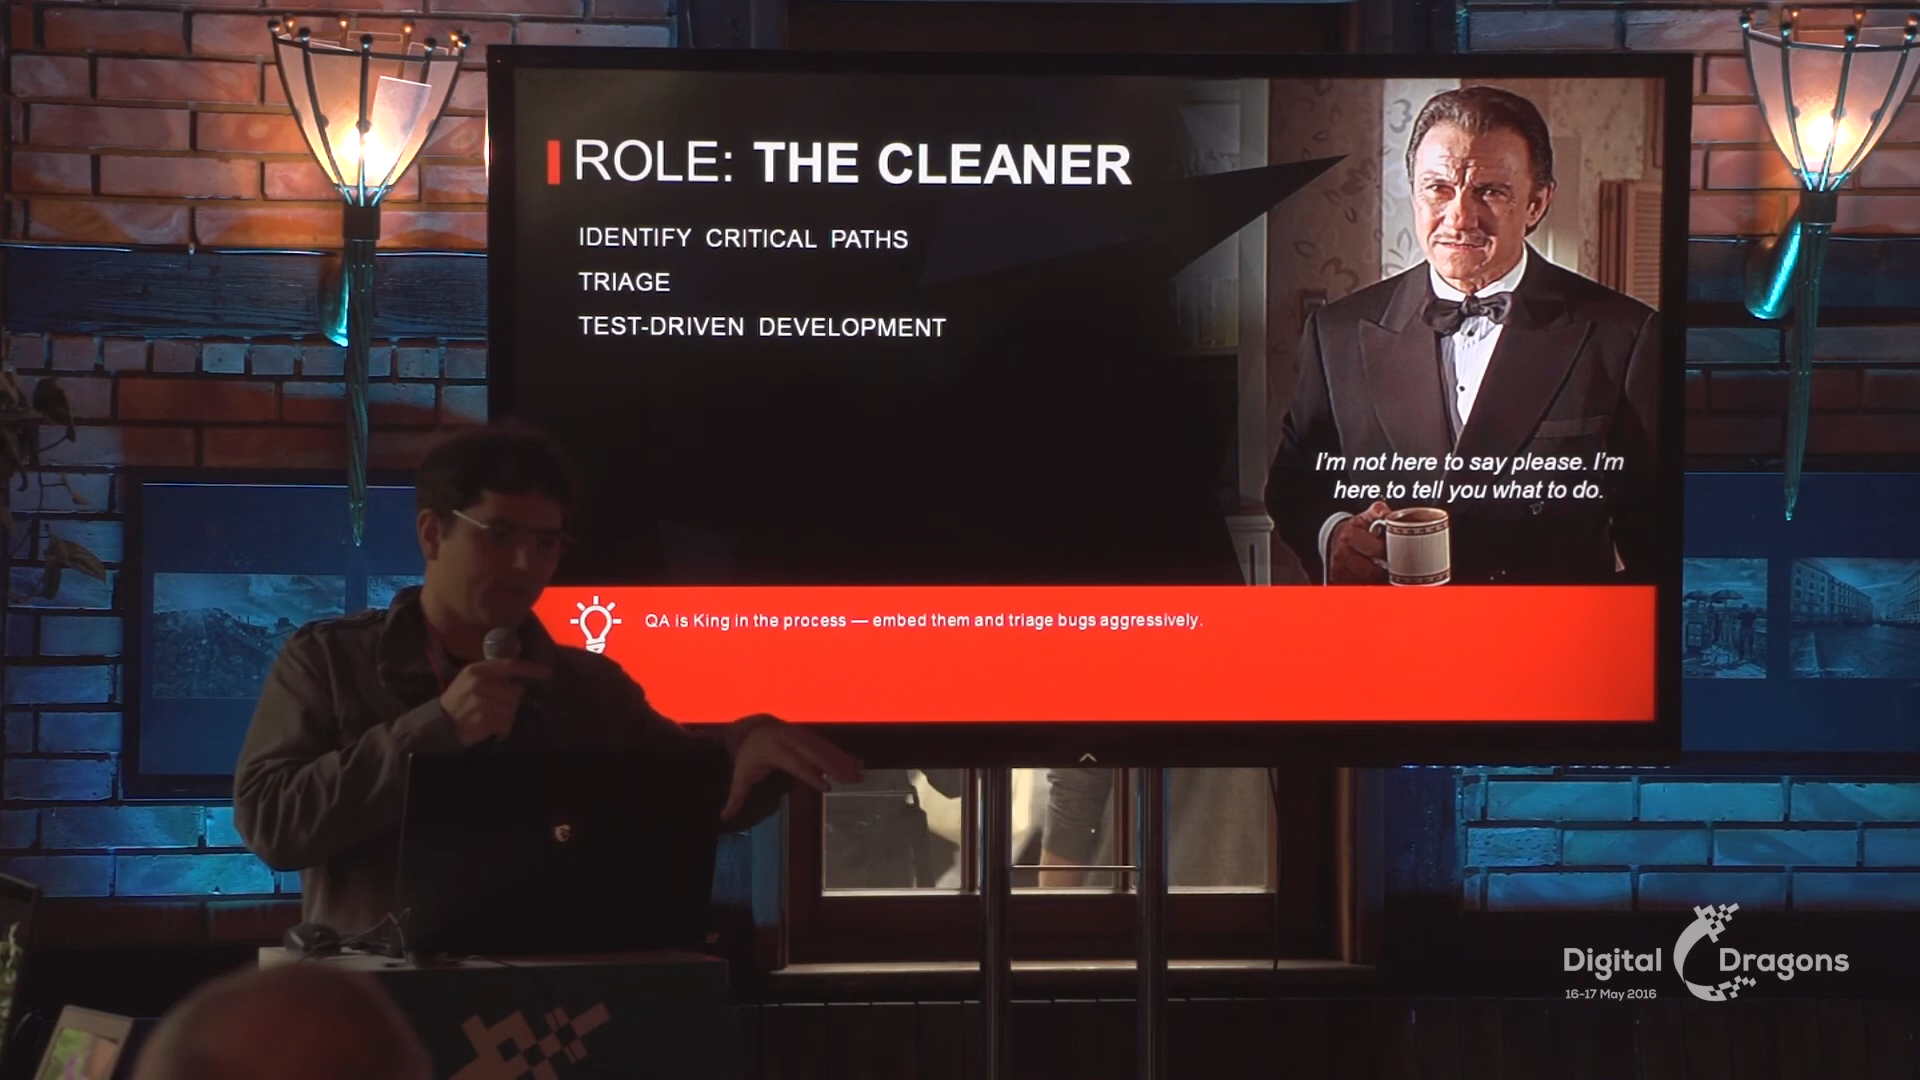 ROLE: THE CLEANER
IDENTIFY CRITICAL PATHS
TRIAGE
TEST-DRIVEN DEVELOPMENT
I'm not here to say please. I'm
here to tell you what to do.
QA is King in the process — embed them and triage bugs aggressively.
Digital Dragons
16-17 May 2016